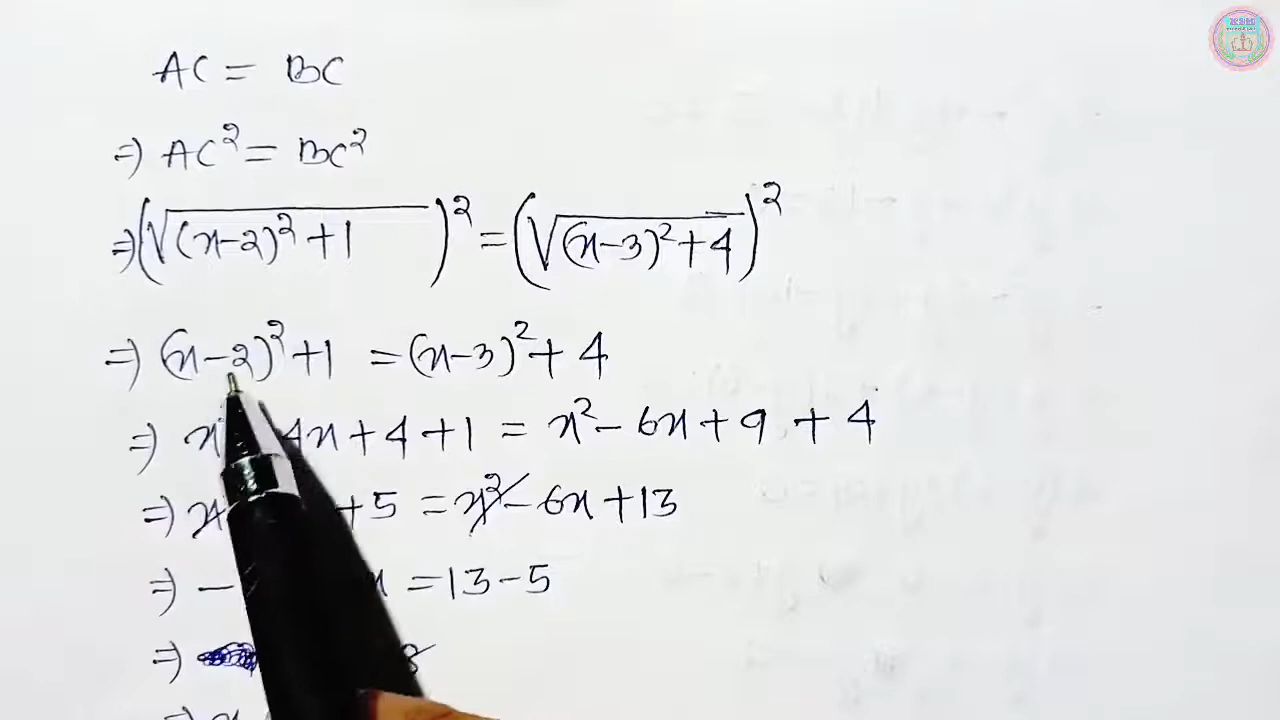 AC = BC
⇒ AC² = BC²
⇒ (√(x-2)²+1)² = (√(x-3)²+4)²
⇒ (x-2)²+1 = (x-3)²+4
⇒ x² 4x+4+1 = x²-6x+9+4
⇒ x +5 = x²-6x+13
⇒ - x = 13-5
⇒ 8
⇒ x